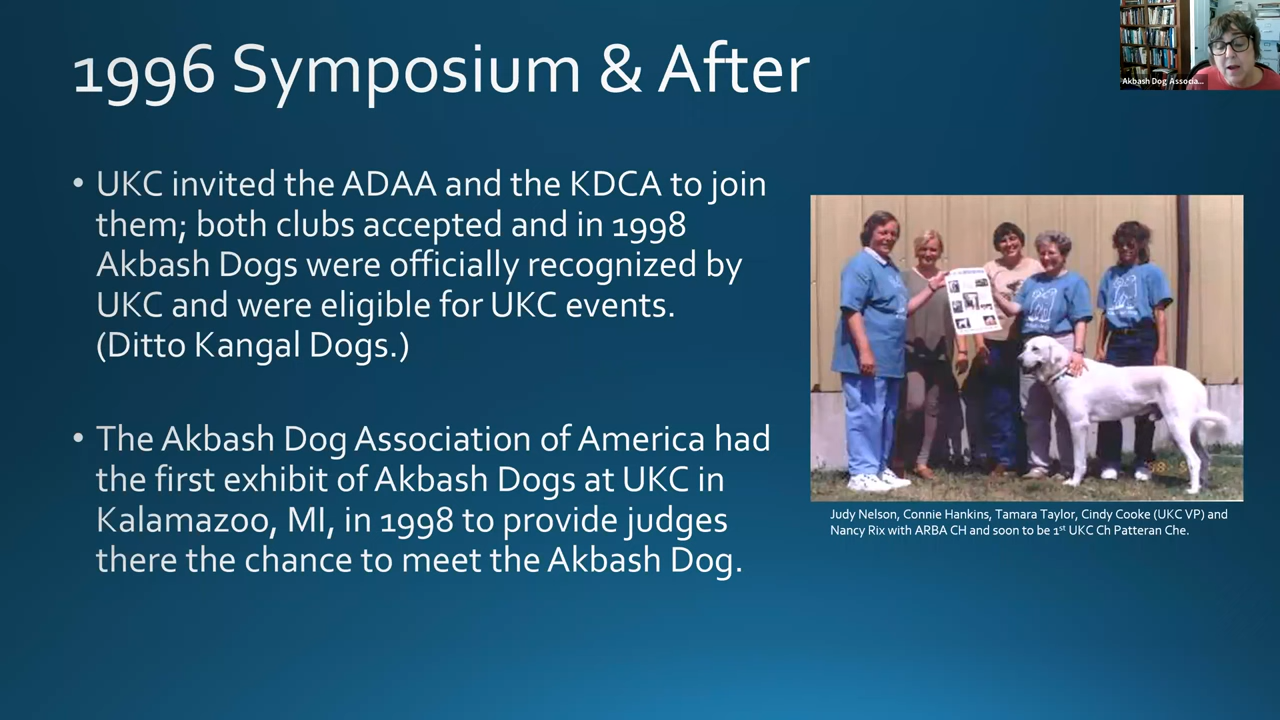 1996 Symposium & After
Akbash Dog Associa...
• UKC invited the ADAA and the KDCA to join
them; both clubs accepted and in 1998
Akbash Dogs were officially recognized by
UKC and were eligible for UKC events.
(Ditto Kangal Dogs.)
• The Akbash Dog Association of America had
the first exhibit of Akbash Dogs at UKC in
Kalamazoo, MI, in 1998 to provide judges
there the chance to meet the Akbash Dog.
Judy Nelson, Connie Hankins, Tamara Taylor, Cindy Cooke (UKC VP) and
Nancy Rix with ARBA CH and soon to be 1st UKC Ch Patteran Che.